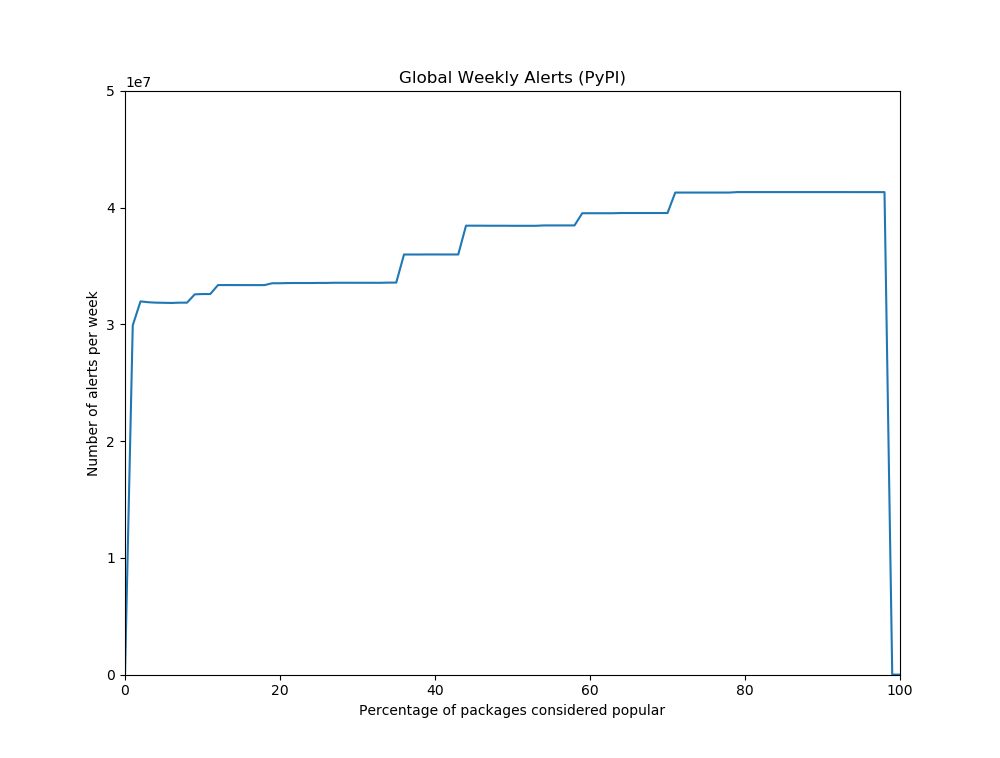 Global Weekly Alerts (PyPI)
1e7
5
4
3
2
1
0
Number of alerts per week
0 20 40 60 80 100
Percentage of packages considered popular